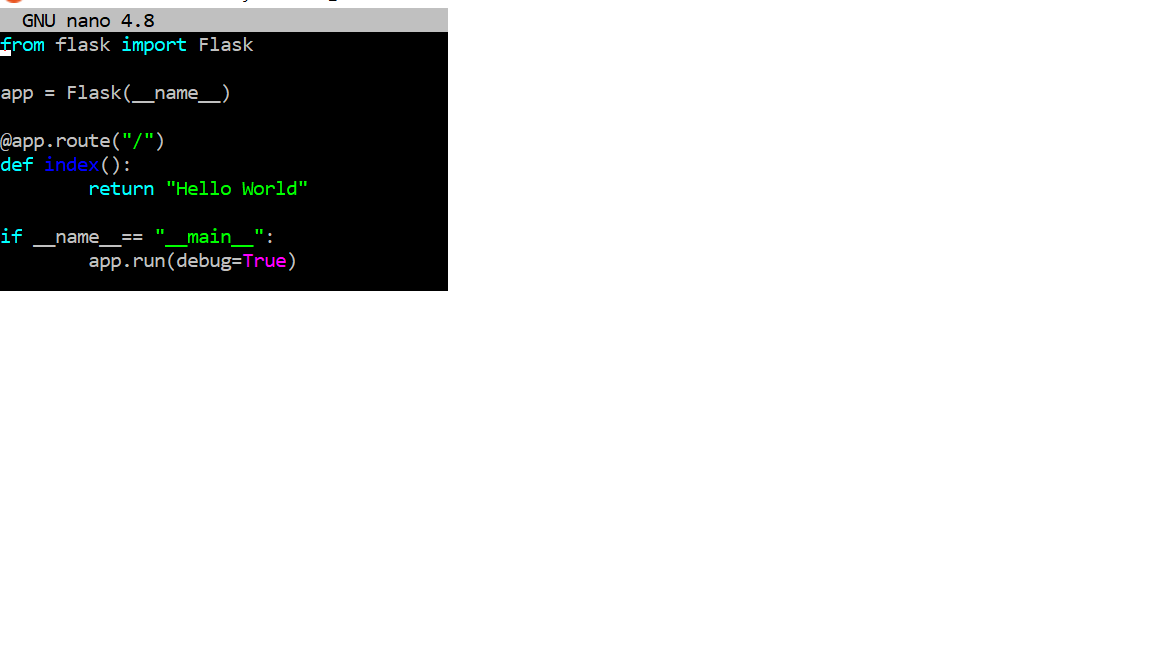 GNU nano 4.8
from flask import Flask
app = Flask(__name__)
@app.route("/")
def index():
        return "Hello World"
if __name__== "__main__":
        app.run(debug=True)